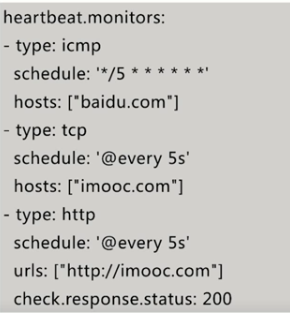 heartbeat.monitors:
- type: icmp
  schedule: '*/5 * * * * * *'
  hosts: ["baidu.com"]
- type: tcp
  schedule: '@every 5s'
  hosts: ["imooc.com"]
- type: http
  schedule: '@every 5s'
  urls: ["http://imooc.com"]
  check.response.status: 200